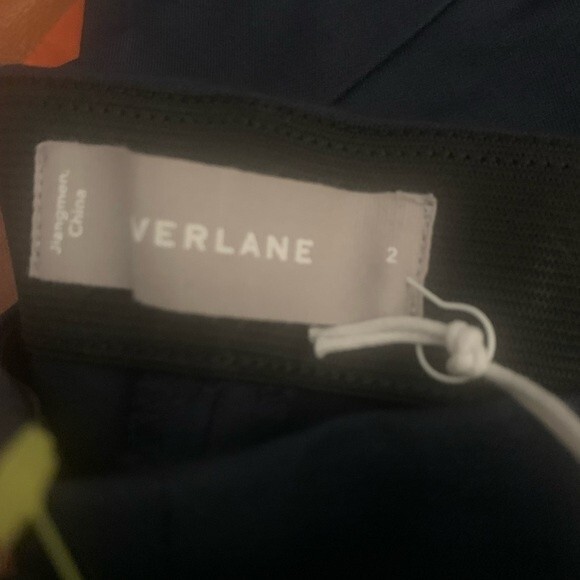 Jiangmen,
China
VERLANE
2